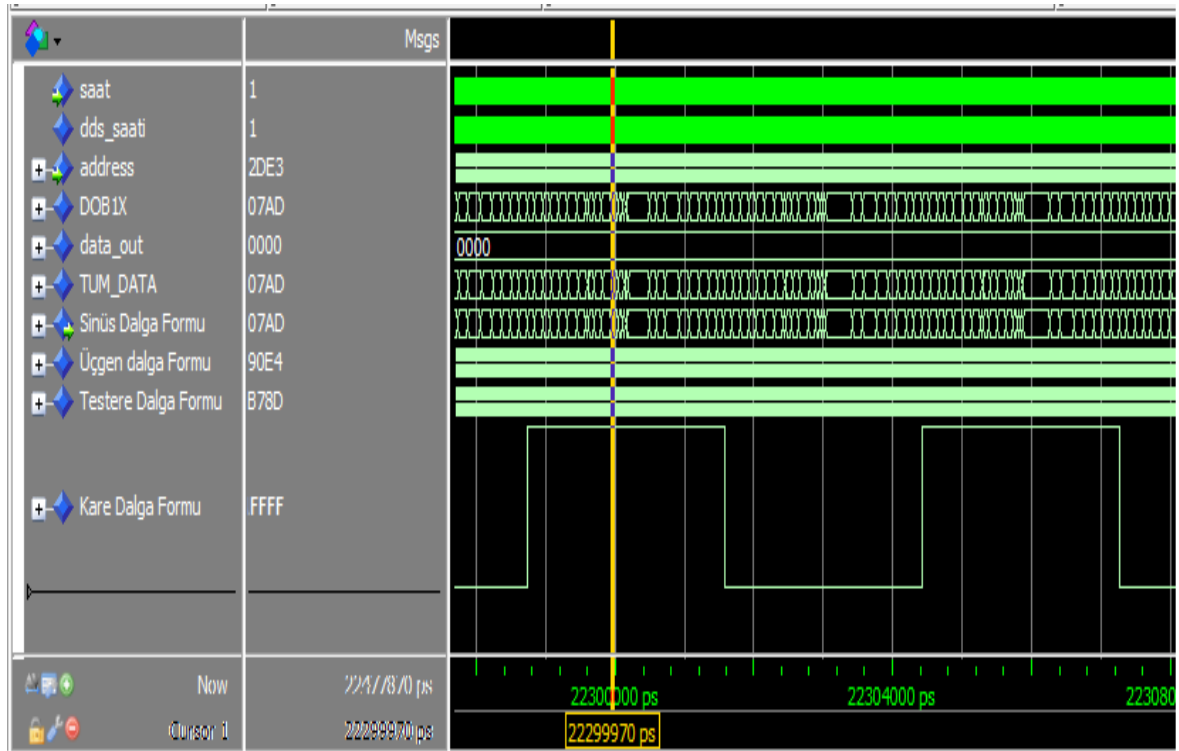 Msgs
saat 1
dds_saati 1
address 2DE3
DOB1X 07AD
data_out 0000 0000
TUM_DATA 07AD
Sinüs Dalga Formu 07AD
Üçgen dalga Formu 90E4
Testere Dalga Formu B78D
Kare Dalga Formu FFFF
Now ps 22300000 ps 22304000 ps 223080
Cursor 1 22299970 ps 22299970 ps